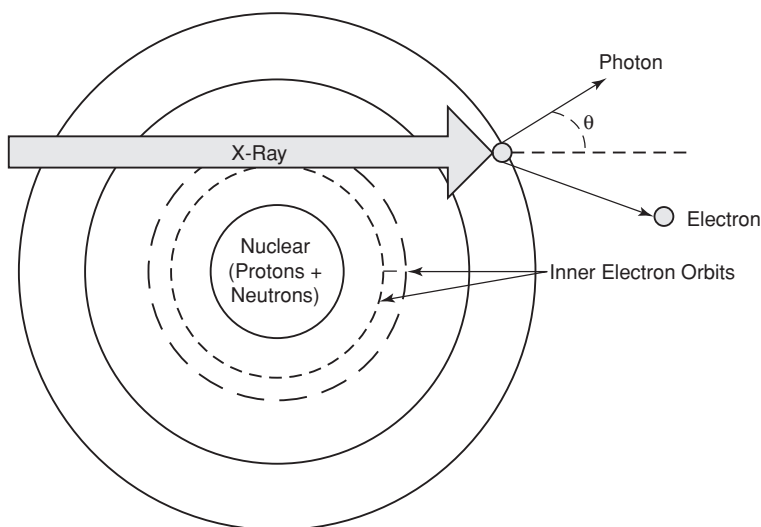 Photon
θ
X-Ray
Electron
Nuclear
(Protons +
Neutrons)
Inner Electron Orbits